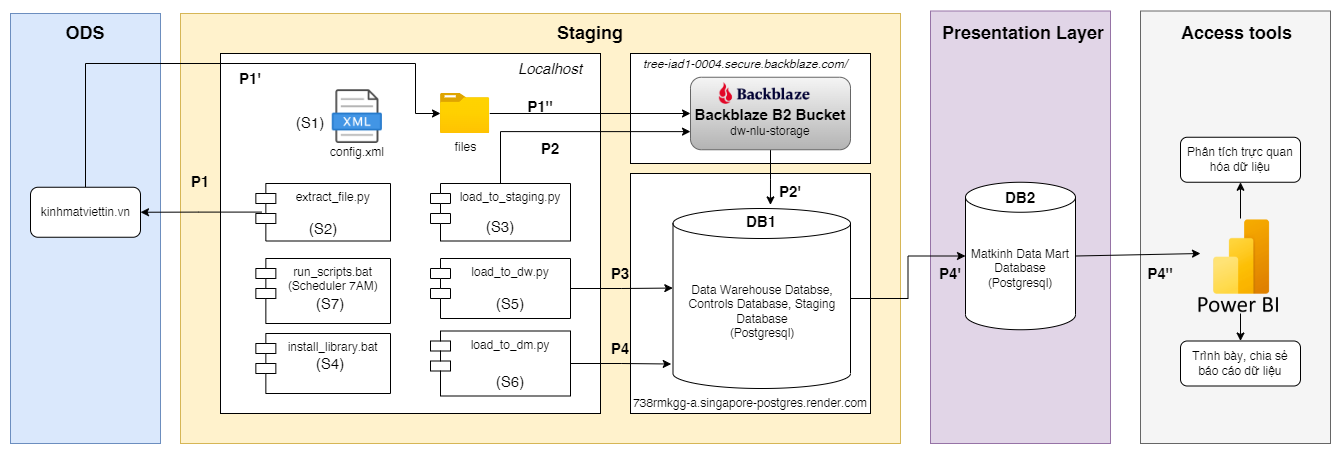 ODS
Staging
Presentation Layer
Access tools
P1'
Localhost
(S1)
XML
config.xml
files
P1"
P2
tree-iad1-0004.secure.backblaze.com/
Backblaze
Backblaze B2 Bucket
dw-nlu-storage
P1
kinhmatviettin.vn
extract_file.py
(S2)
load_to_staging.py
(S3)
run_scripts.bat
(Scheduler 7AM)
(S7)
load_to_dw.py
(S5)
install_library.bat
(S4)
load_to_dm.py
(S6)
P3
P4
P2'
DB1
Data Warehouse Databse,
Controls Database, Staging
Database
(Postgresql)
738rmkgg-a.singapore-postgres.render.com
P4'
DB2
Matkinh Data Mart
Database
(Postgresql)
P4"
Phân tích trực quan
hóa dữ liệu
Power BI
Trình bày, chia sẻ
báo cáo dữ liệu